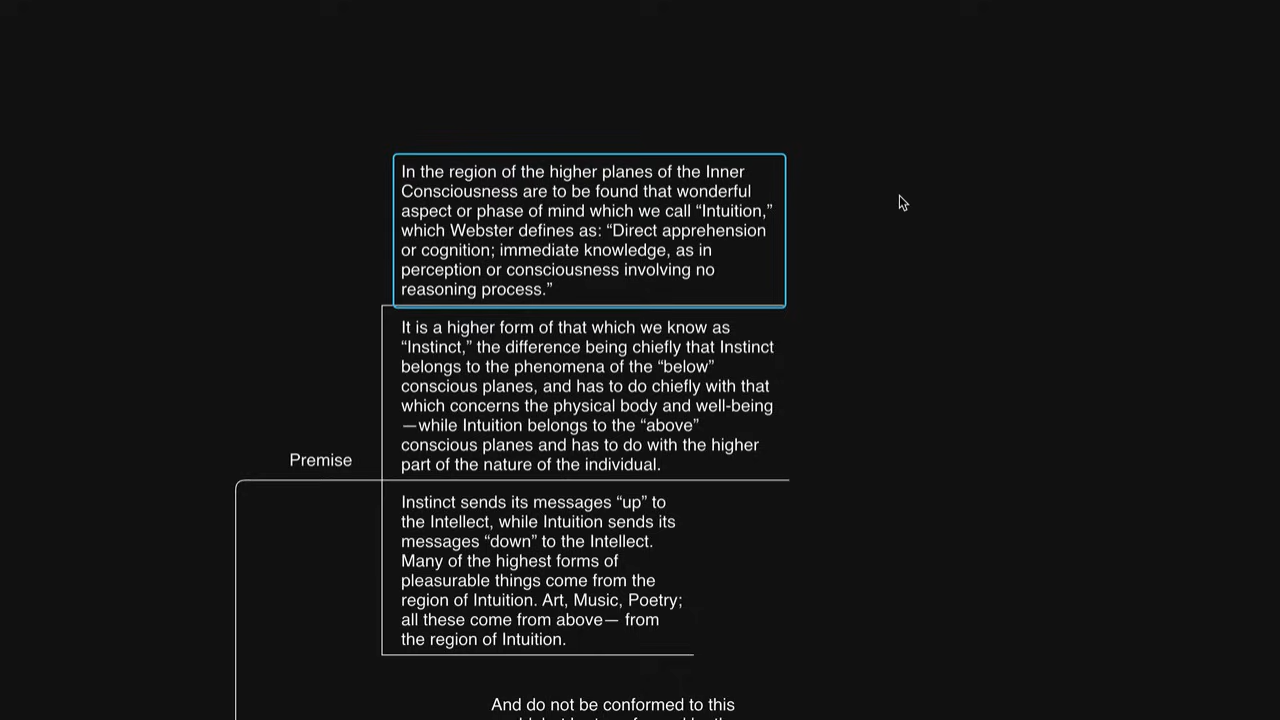 In the region of the higher planes of the Inner
Consciousness are to be found that wonderful
aspect or phase of mind which we call “Intuition,”
which Webster defines as: “Direct apprehension
or cognition; immediate knowledge, as in
perception or consciousness involving no
reasoning process.”
It is a higher form of that which we know as
“Instinct,” the difference being chiefly that Instinct
belongs to the phenomena of the “below”
conscious planes, and has to do chiefly with that
which concerns the physical body and well-being
—while Intuition belongs to the “above”
conscious planes and has to do with the higher
part of the nature of the individual.
Premise
Instinct sends its messages “up” to
the Intellect, while Intuition sends its
messages “down” to the Intellect.
Many of the highest forms of
pleasurable things come from the
region of Intuition. Art, Music, Poetry;
all these come from above— from
the region of Intuition.
And do not be conformed to this